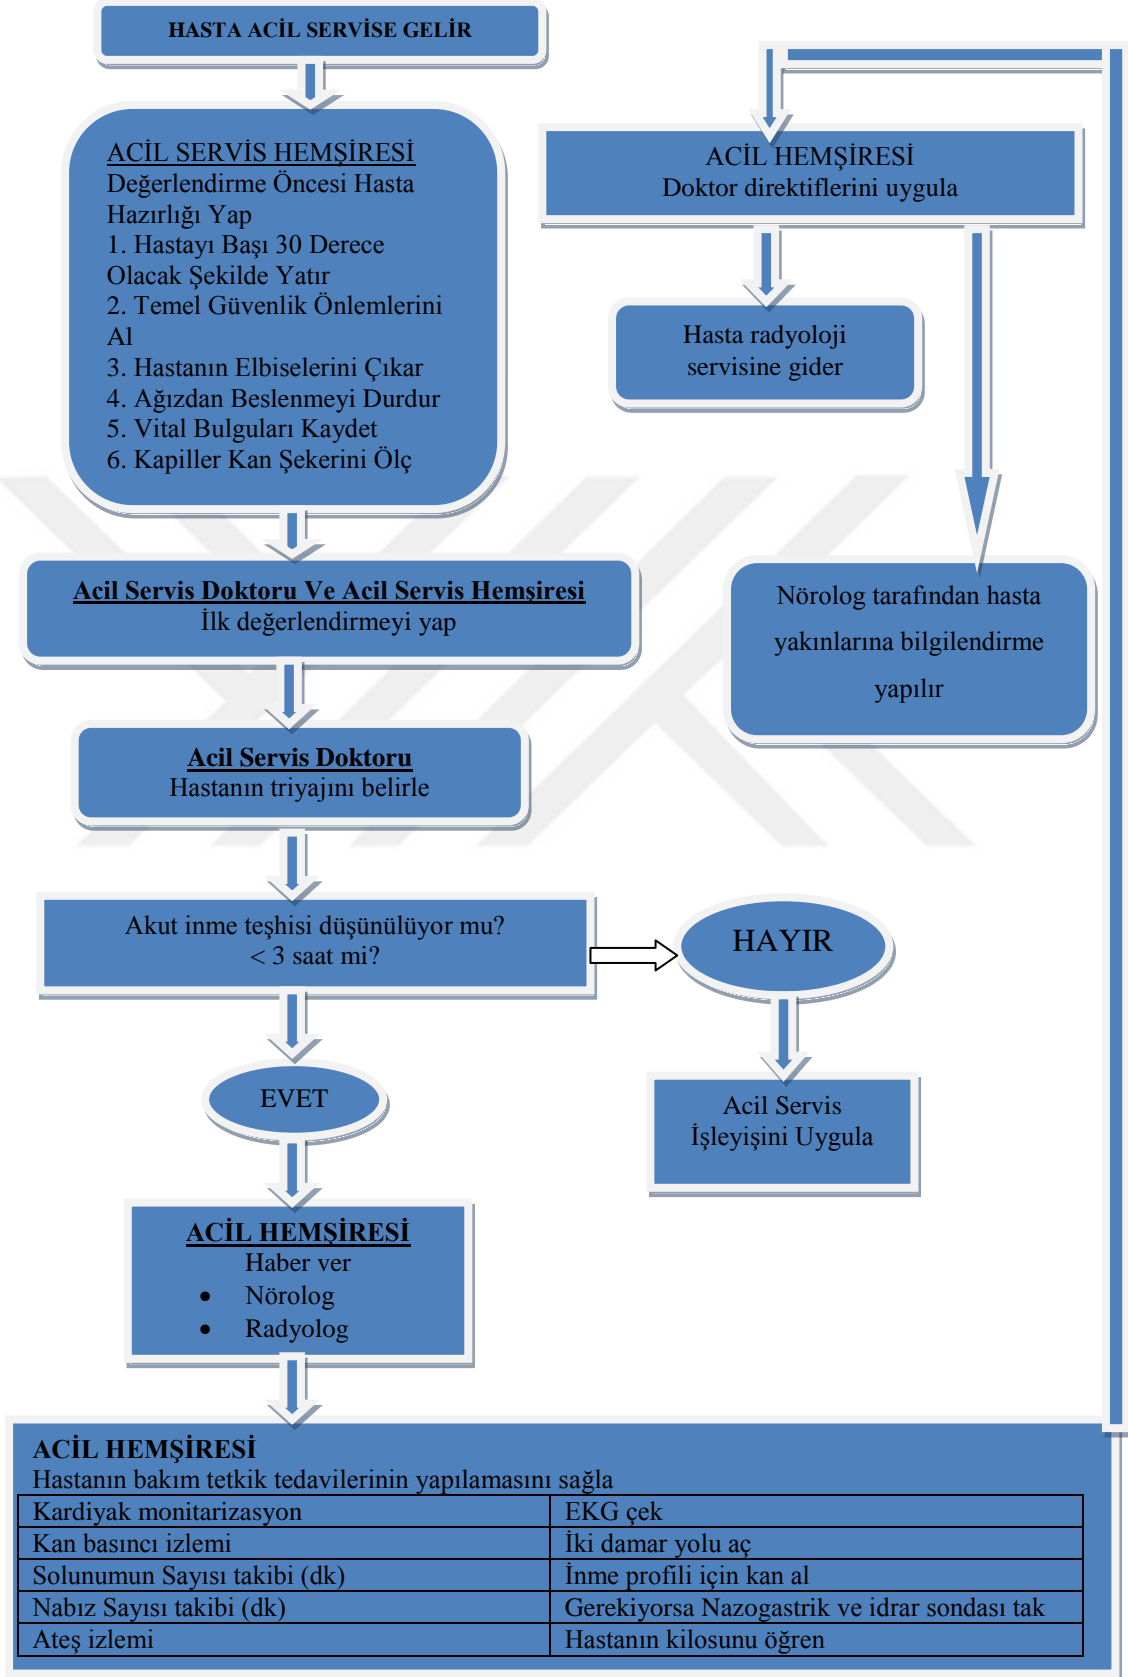 HASTA ACİL SERVİSE GELİR
ACİL SERVİS HEMŞİRESİ
Değerlendirme Öncesi Hasta
Hazırlığı Yap
1. Hastayı Başı 30 Derece
Olacak Şekilde Yatır
2. Temel Güvenlik Önlemlerini
Al
3. Hastanın Elbiselerini Çıkar
4. Ağızdan Beslenmeyi Durdur
5. Vital Bulguları Kaydet
6. Kapiller Kan Şekerini Ölç
Acil Servis Doktoru Ve Acil Servis Hemşiresi
İlk değerlendirmeyi yap
Acil Servis Doktoru
Hastanın triyajını belirle
Akut inme teşhisi düşünülüyor mu?
< 3 saat mi?
HAYIR
Acil Servis
İşleyişini Uygula
EVET
ACİL HEMŞİRESİ
Haber ver
• Nörolog
• Radyolog
ACİL HEMŞİRESİ
Hastanın bakım tetkik tedavilerinin yapılamasını sağla
Kardiyak monitarizasyon EKG çek
Kan basıncı izlemi İki damar yolu aç
Solunumun Sayısı takibi (dk) İnme profili için kan al
Nabız Sayısı takibi (dk) Gerekiyorsa Nazogastrik ve idrar sondası tak
Ateş izlemi Hastanın kilosunu öğren
ACİL HEMŞİRESİ
Doktor direktiflerini uygula
Hasta radyoloji
servisine gider
Nörolog tarafından hasta
yakınlarına bilgilendirme
yapılır